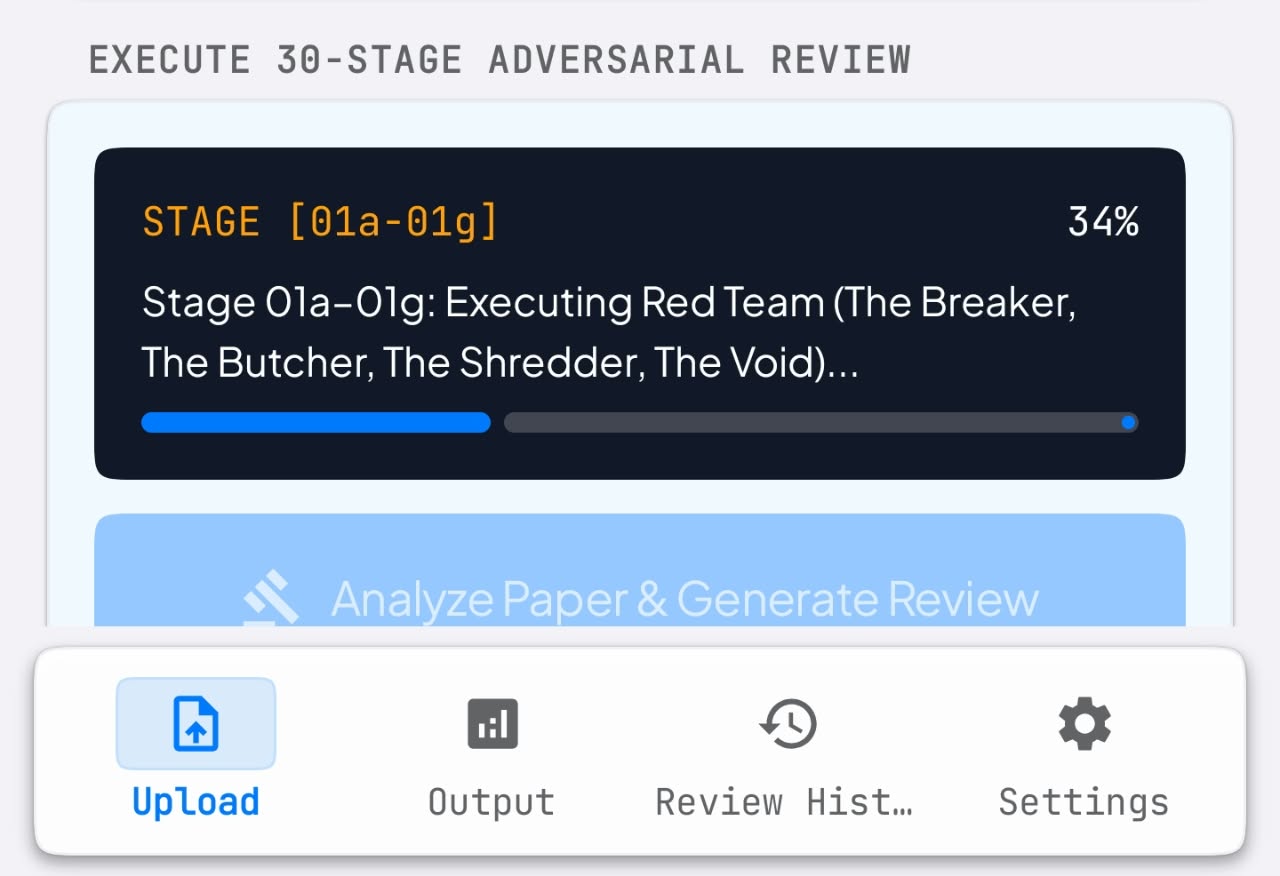 EXECUTE 30-STAGE ADVERSARIAL REVIEW
STAGE [01a-01g]
34%
Stage 01a–01g: Executing Red Team (The Breaker,
The Butcher, The Shredder, The Void)...
Analyze Paper & Generate Review
Upload
Output
Review Hist…
Settings